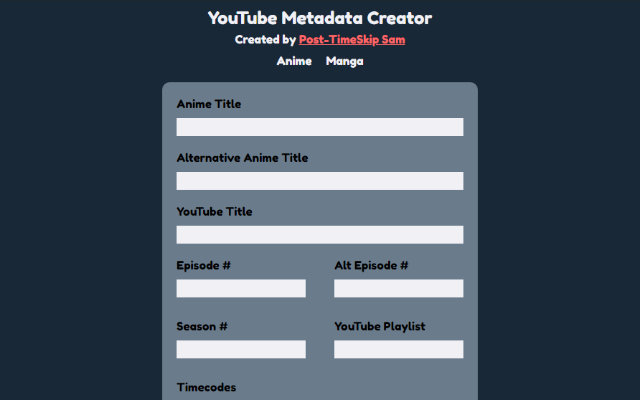 YouTube Metadata Creator
Created by Post-TimeSkip Sam
Anime Manga
Anime Title
Alternative Anime Title
YouTube Title
Episode # Alt Episode #
Season # YouTube Playlist
Timecodes